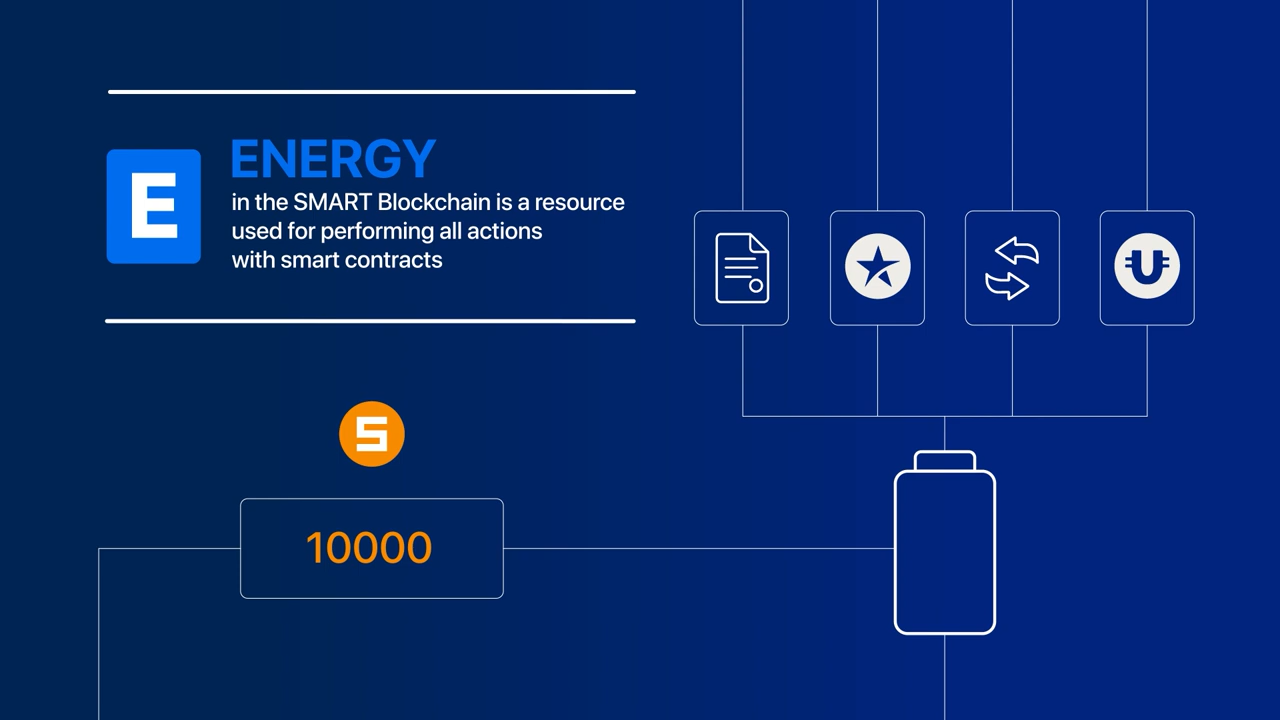 E
ENERGY
in the SMART Blockchain is a resource
used for performing all actions
with smart contracts
S
10000